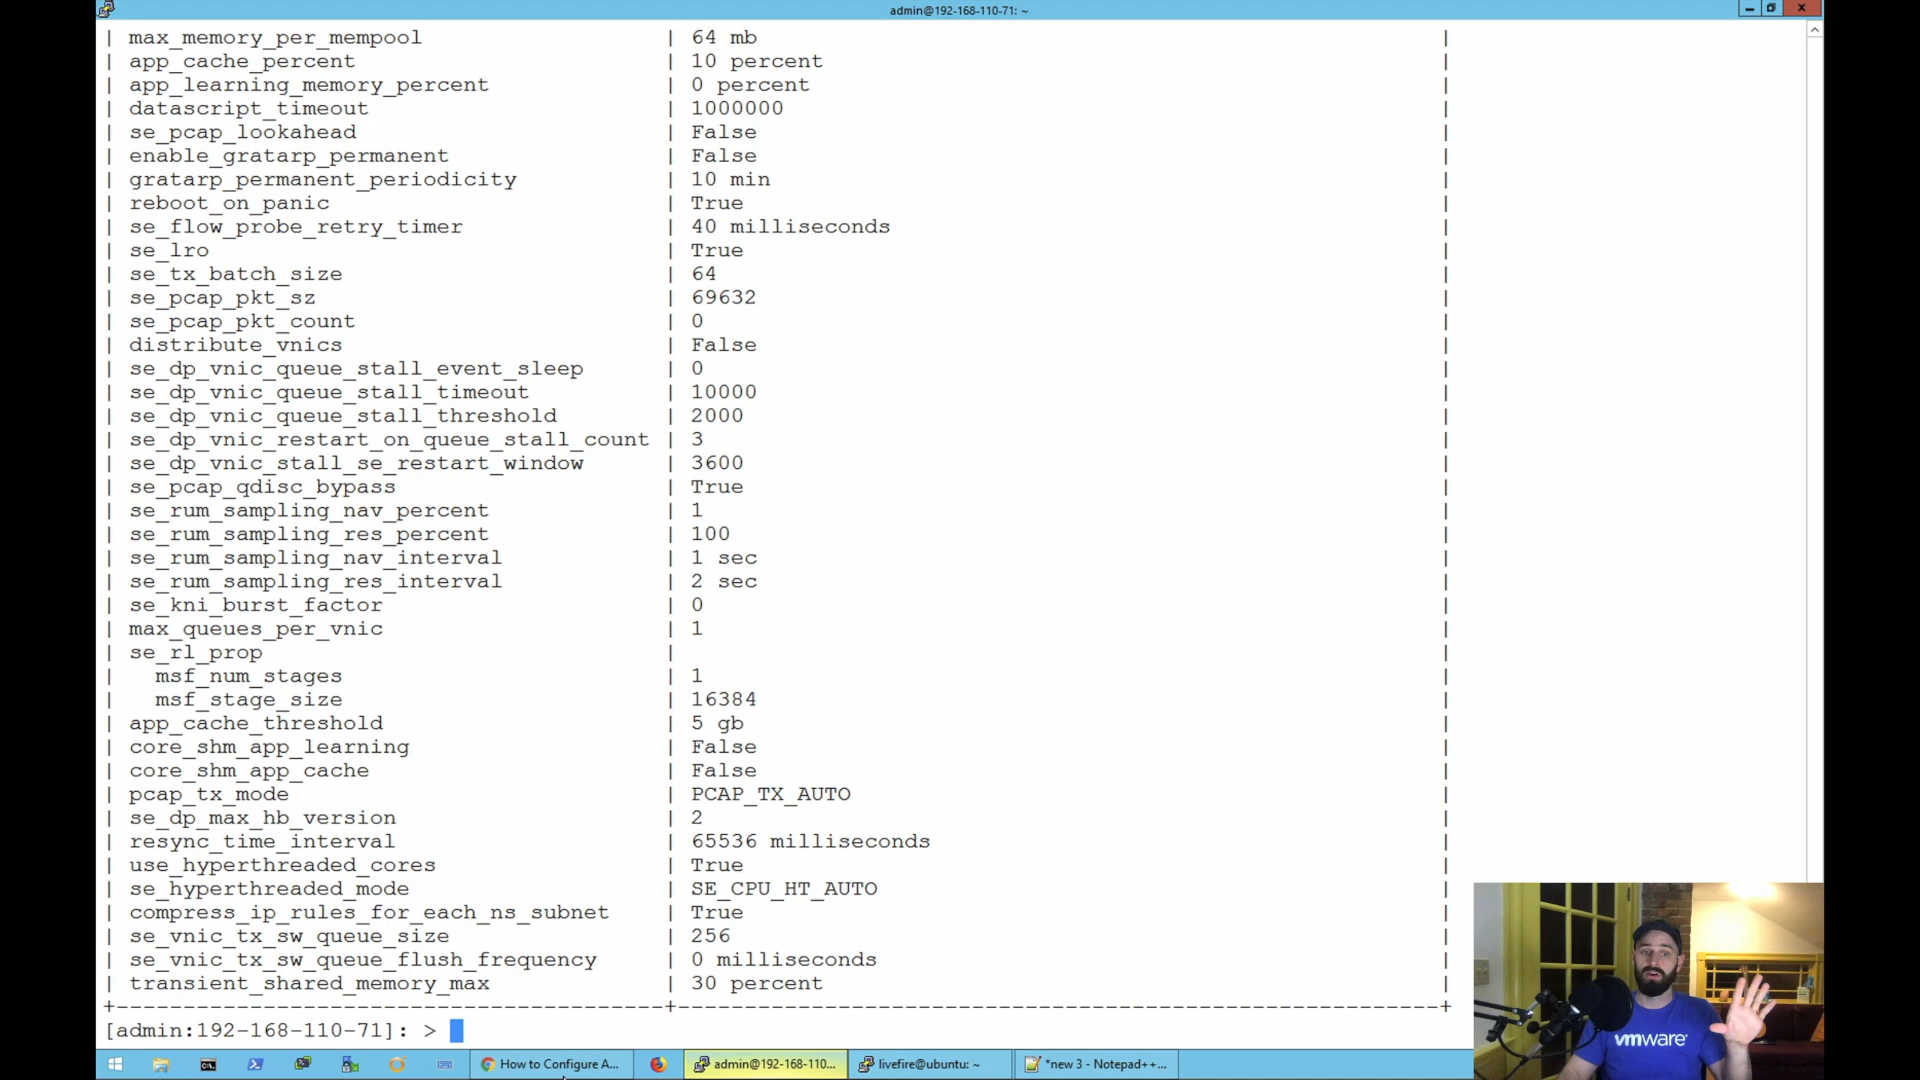 admin@192-168-110-71: ~
| max_memory_per_mempool | 64 mb |
| app_cache_percent | 10 percent |
| app_learning_memory_percent | 0 percent |
| datascript_timeout | 1000000 |
| se_pcap_lookahead | False |
| enable_gratarp_permanent | False |
| gratarp_permanent_periodicity | 10 min |
| reboot_on_panic | True |
| se_flow_probe_retry_timer | 40 milliseconds |
| se_lro | True |
| se_tx_batch_size | 64 |
| se_pcap_pkt_sz | 69632 |
| se_pcap_pkt_count | 0 |
| distribute_vnics | False |
| se_dp_vnic_queue_stall_event_sleep | 0 |
| se_dp_vnic_queue_stall_timeout | 10000 |
| se_dp_vnic_queue_stall_threshold | 2000 |
| se_dp_vnic_restart_on_queue_stall_count | 3 |
| se_dp_vnic_stall_se_restart_window | 3600 |
| se_pcap_qdisc_bypass | True |
| se_rum_sampling_nav_percent | 1 |
| se_rum_sampling_res_percent | 100 |
| se_rum_sampling_nav_interval | 1 sec |
| se_rum_sampling_res_interval | 2 sec |
| se_kni_burst_factor | 0 |
| max_queues_per_vnic | 1 |
| se_rl_prop | |
|   msf_num_stages | 1 |
|   msf_stage_size | 16384 |
| app_cache_threshold | 5 gb |
| core_shm_app_learning | False |
| core_shm_app_cache | False |
| pcap_tx_mode | PCAP_TX_AUTO |
| se_dp_max_hb_version | 2 |
| resync_time_interval | 65536 milliseconds |
| use_hyperthreaded_cores | True |
| se_hyperthreaded_mode | SE_CPU_HT_AUTO |
| compress_ip_rules_for_each_ns_subnet | True |
| se_vnic_tx_sw_queue_size | 256 |
| se_vnic_tx_sw_queue_flush_frequency | 0 milliseconds |
| transient_shared_memory_max | 30 percent |
[admin:192-168-110-71]: >
vmware
How to Configure A... admin@192-168-110... livefire@ubuntu: ~ *new 3 - Notepad++...